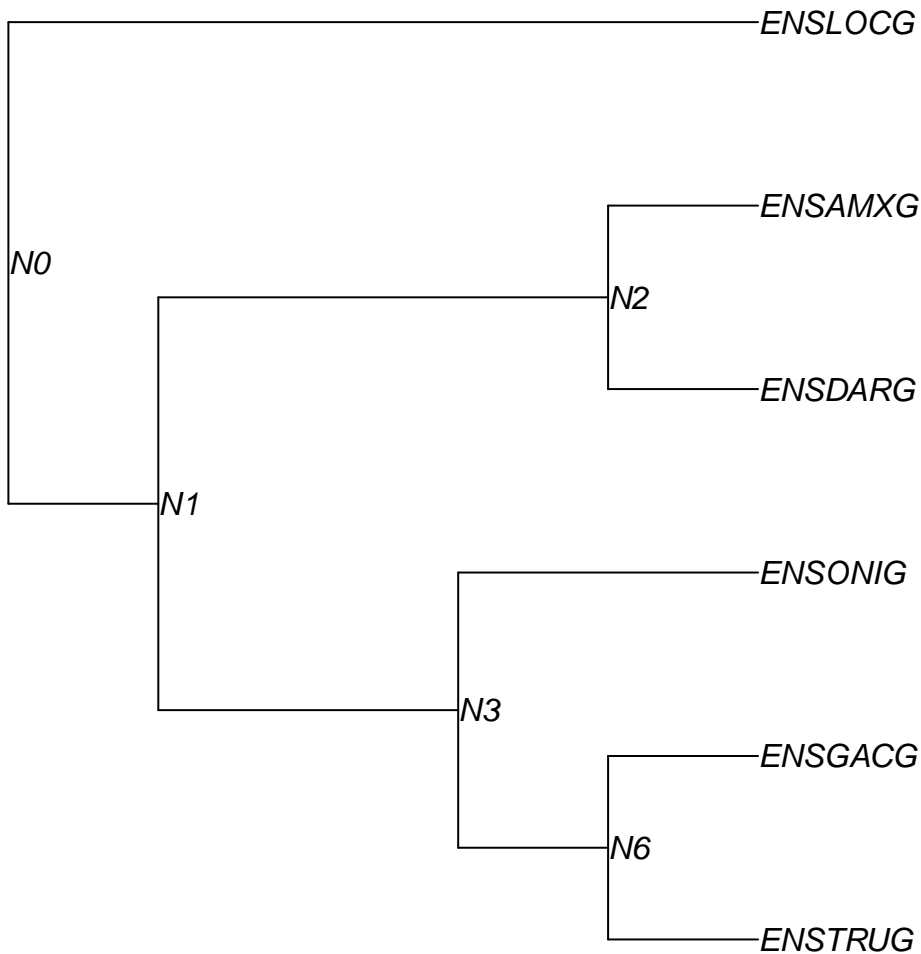 ENSLOCG
ENSAMXG
N0
N2
ENSDARG
N1
ENSONIG
N3
ENSGACG
N6
ENSTRUG